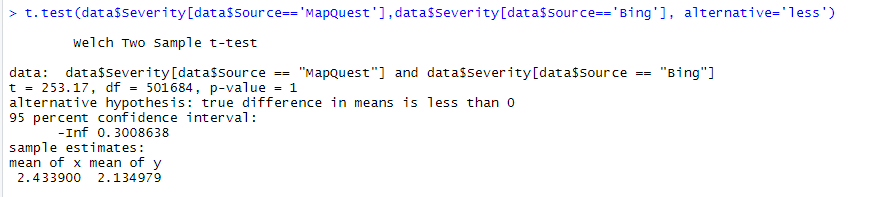 > t.test(data$Severity[data$Source=='MapQuest'],data$Severity[data$Source=='Bing'], alternative='less')
Welch Two Sample t-test
data:  data$Severity[data$Source == "MapQuest"] and data$Severity[data$Source == "Bing"]
t = 253.17, df = 501684, p-value = 1
alternative hypothesis: true difference in means is less than 0
95 percent confidence interval:
-Inf 0.3008638
sample estimates:
mean of x mean of y
2.433900  2.134979